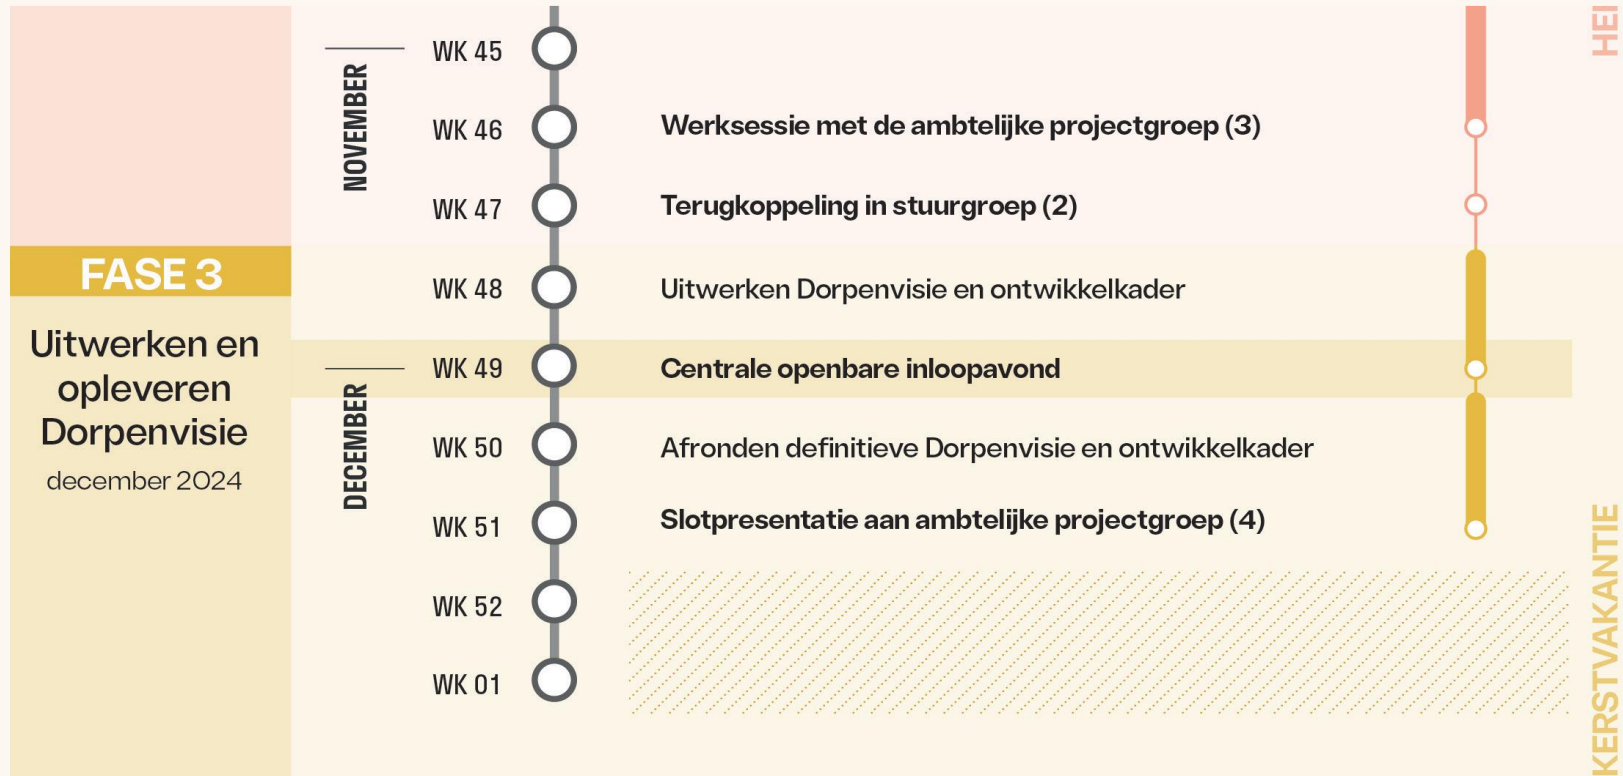 HEI
WK 45
NOVEMBER
WK 46
Werksessie met de ambtelijke projectgroep (3)
WK 47
Terugkoppeling in stuurgroep (2)
FASE 3
Uitwerken en
opleveren
Dorpenvisie
december 2024
WK 48
Uitwerken Dorpenvisie en ontwikkelkader
WK 49
Centrale openbare inloopavond
DECEMBER
WK 50
Afronden definitieve Dorpenvisie en ontwikkelkader
WK 51
Slotpresentatie aan ambtelijke projectgroep (4)
WK 52
WK 01
KERSTVAKANTIE